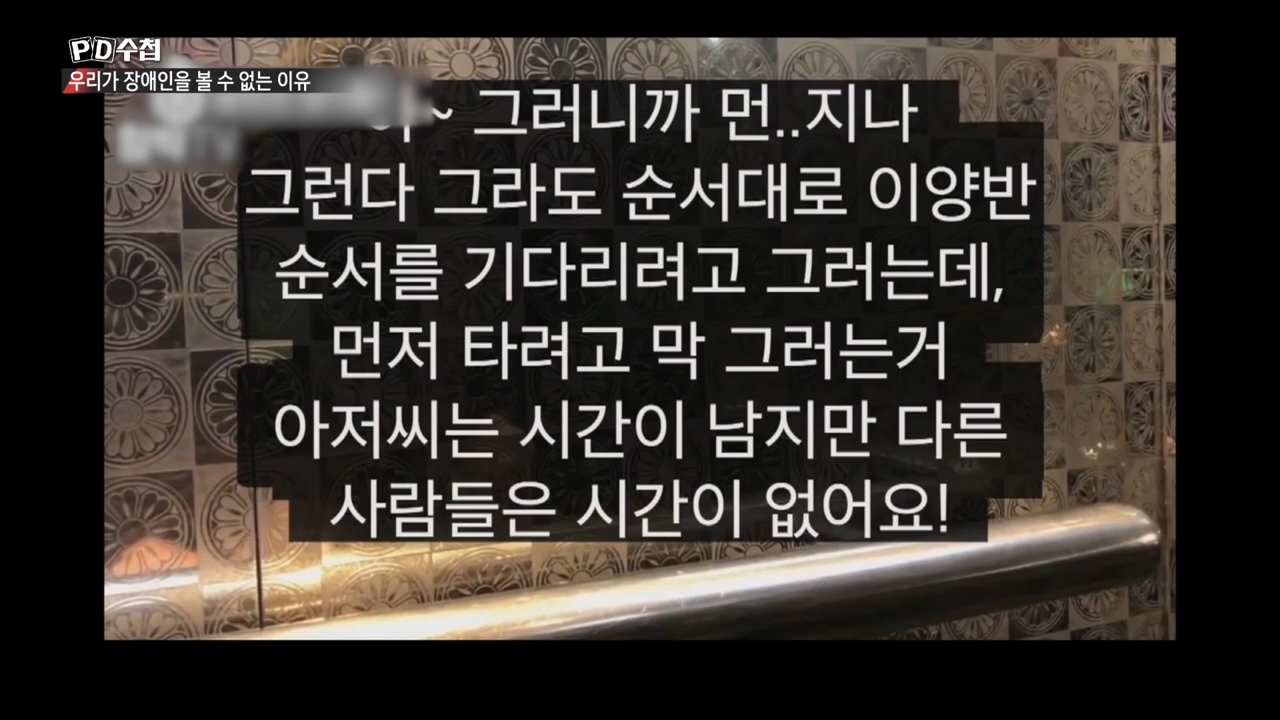 PD수첩
우리가 장애인을 볼 수 없는 이유
~ 그러니까 먼..지나
그런다 그라도 순서대로 이양반
순서를 기다리려고 그러는데,
먼저 타려고 막 그러는거
아저씨는 시간이 남지만 다른
사람들은 시간이 없어요!